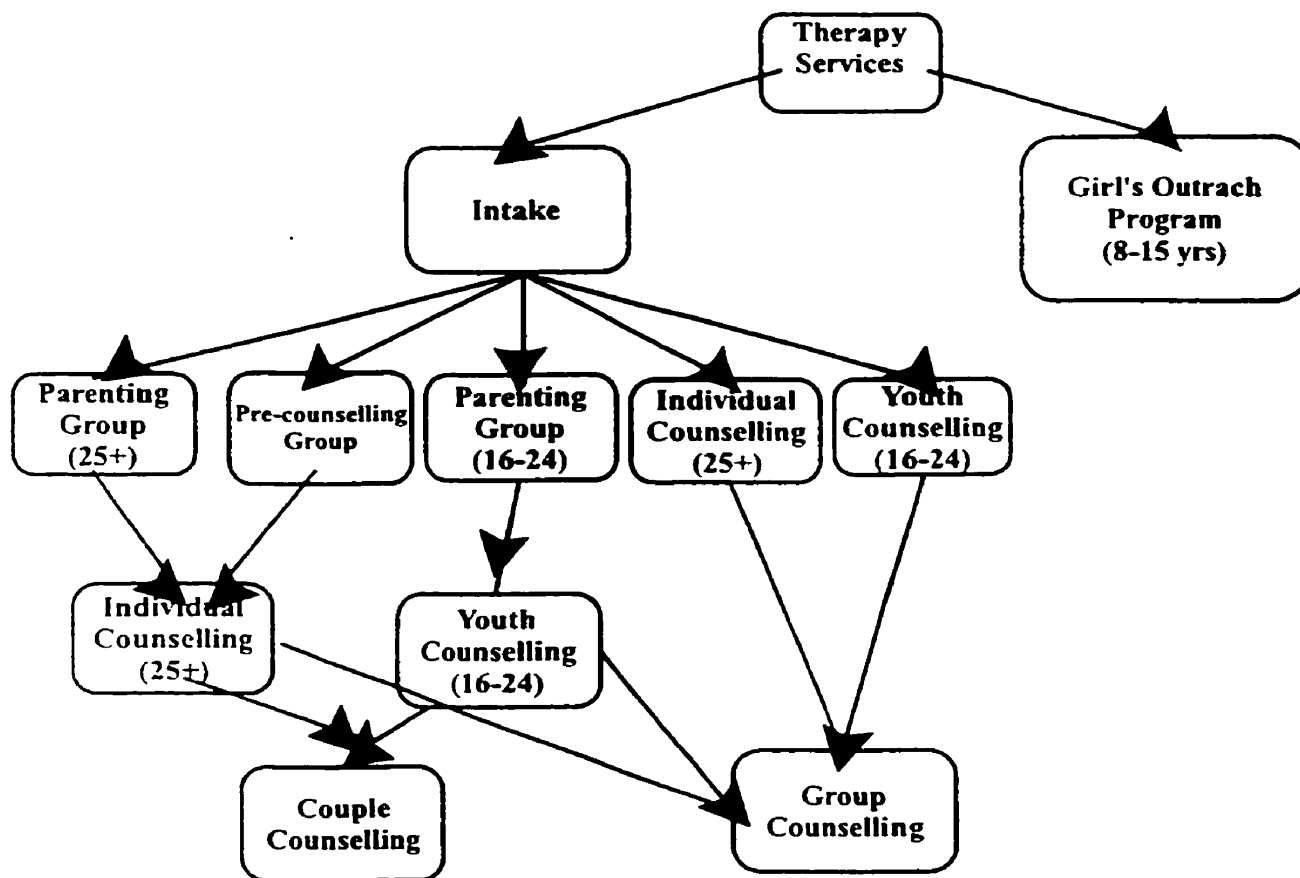 Therapy
Services
Intake
Girl's Outrach
Program
(8-15 yrs)
Parenting
Group
(25+)
Pre-counselling
Group
Parenting
Group
(16-24)
Individual
Counselling
(25+)
Youth
Counselling
(16-24)
Individual
Counselling
(25+)
Youth
Counselling
(16-24)
Couple
Counselling
Group
Counselling